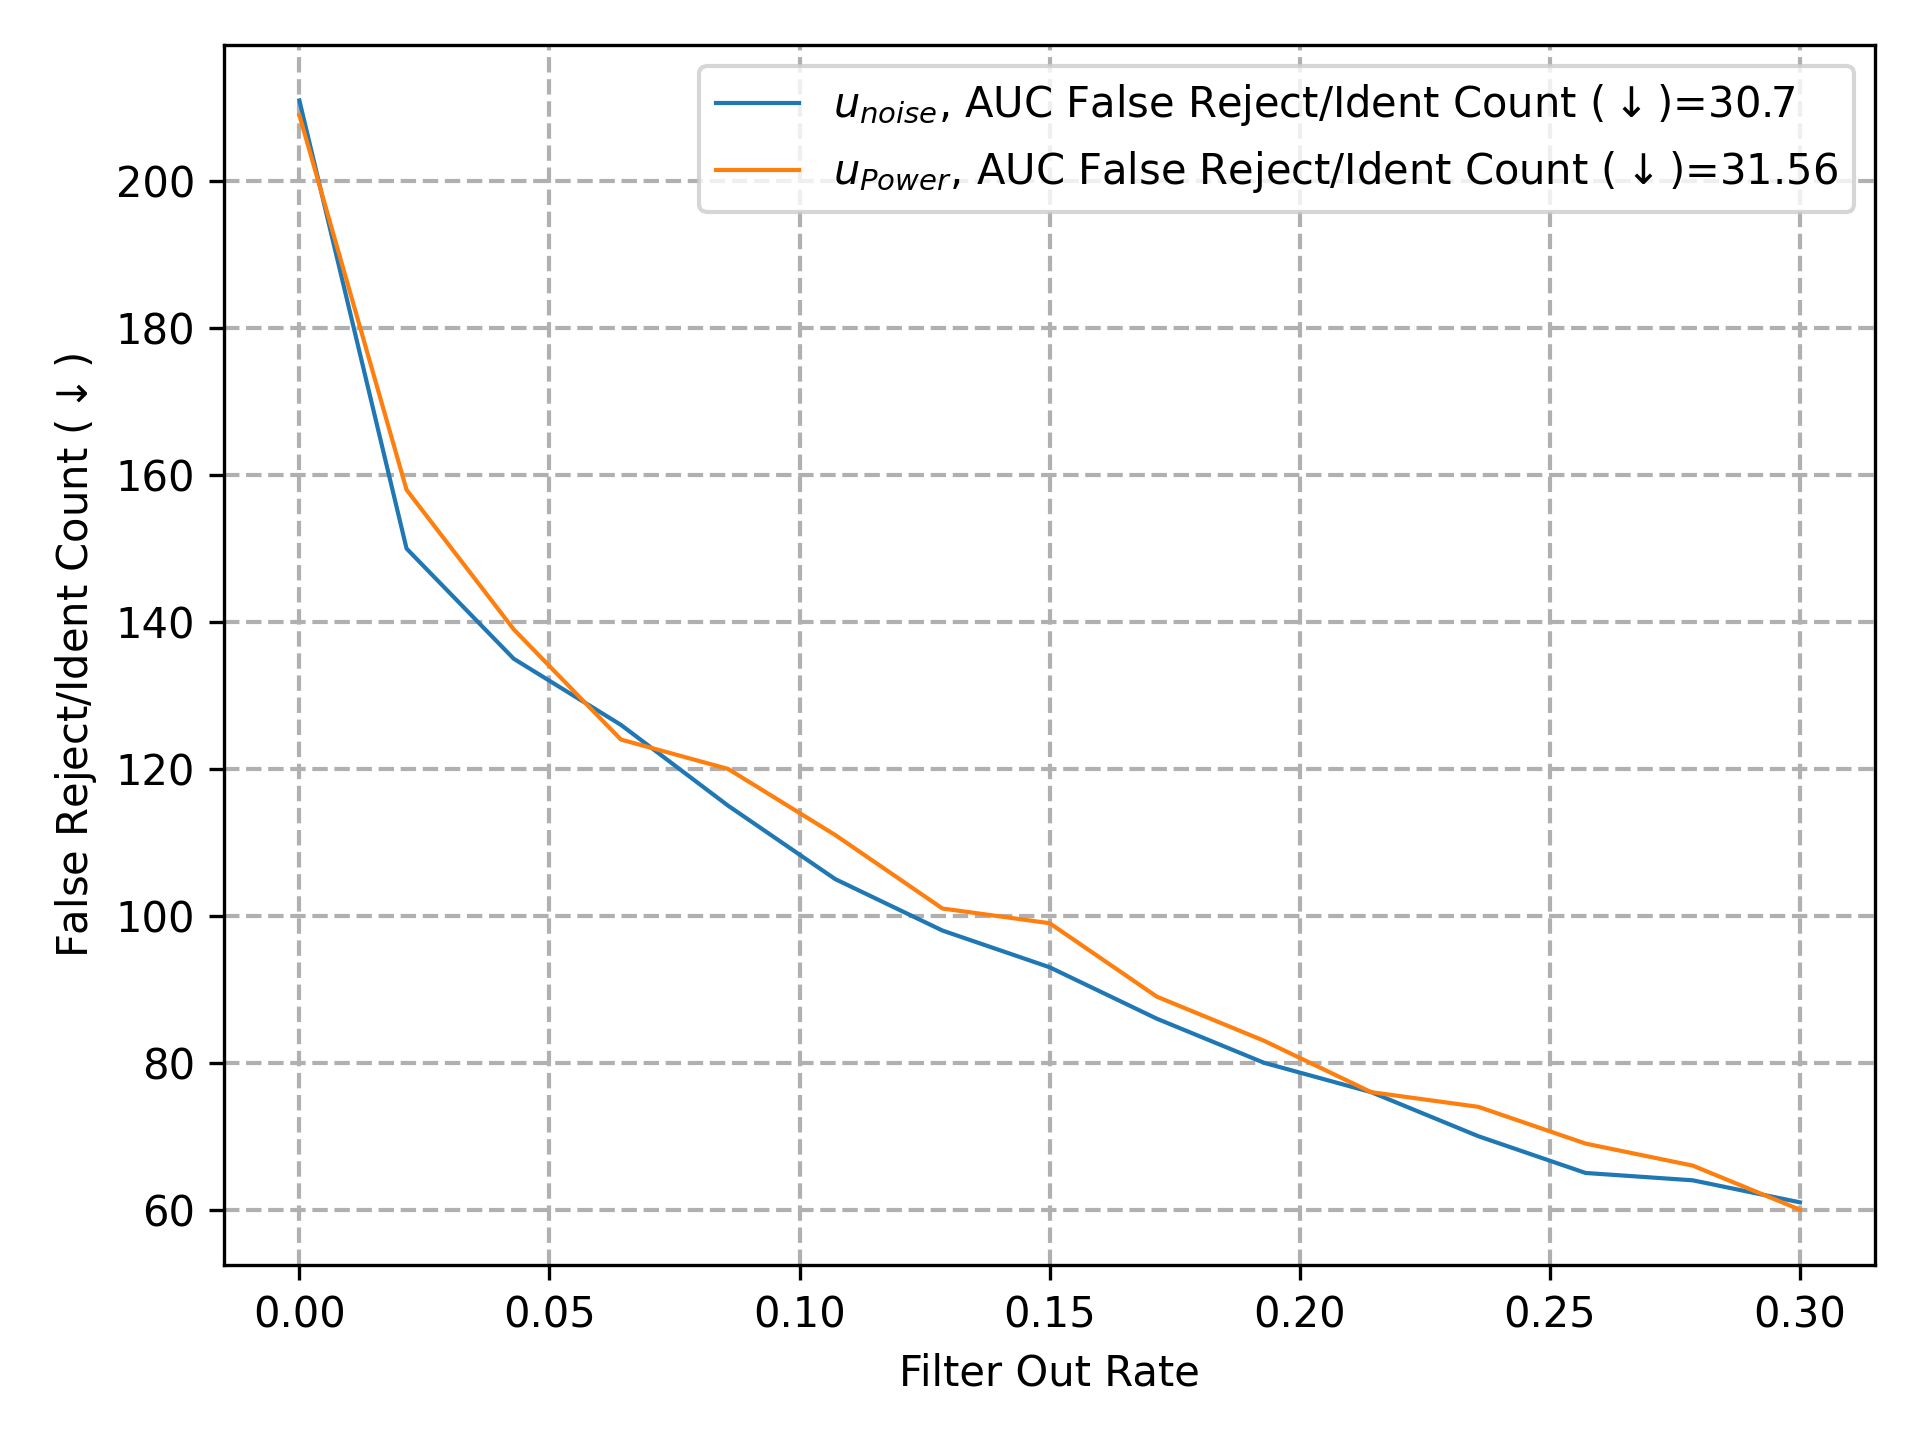 u_noise, AUC False Reject/Ident Count (↓)=30.7
u_Power, AUC False Reject/Ident Count (↓)=31.56
False Reject/Ident Count (↓)
200
180
160
140
120
100
80
60
0.00 0.05 0.10 0.15 0.20 0.25 0.30
Filter Out Rate